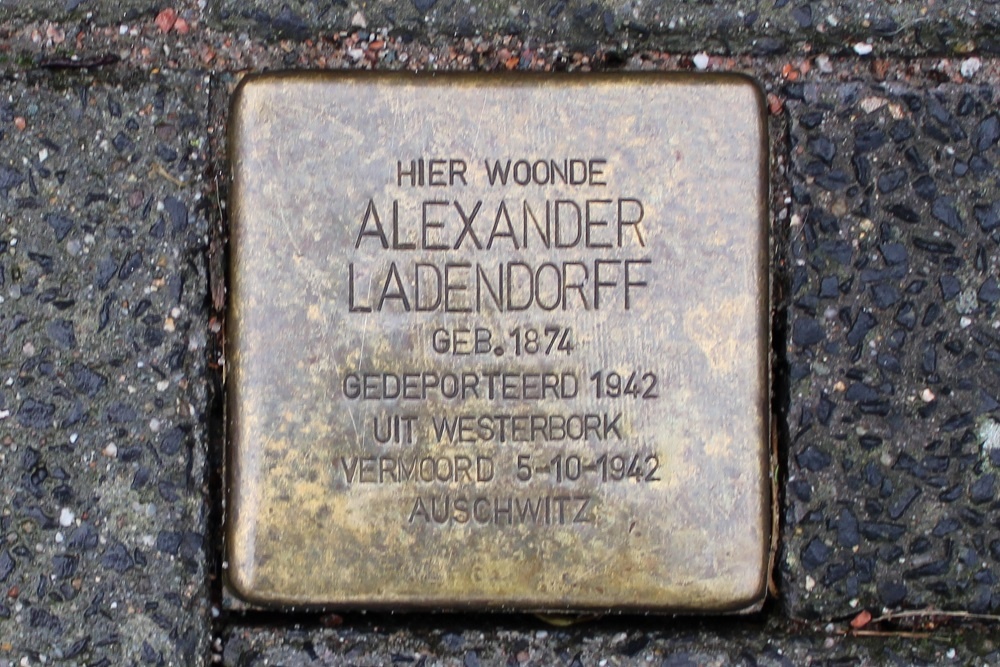 HIER WOONDE
ALEXANDER
LADENDORFF
GEB. 1874
GEDEPORTEERD 1942
UIT WESTERBORK
VERMOORD 5-10-1942
AUSCHWITZ